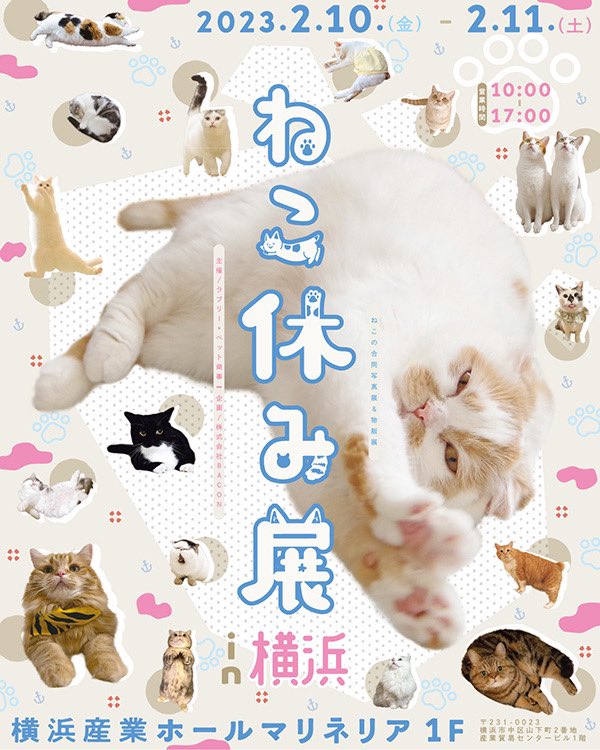 2023.2.10.(金) - 2.11.(土)
営業時間 10:00-17:00
ねこ休み展
in 横浜
ねこの合同写真展&物販展
主催/ラブリー・ペット商事 企画/株式会社BACON
横浜産業ホールマリネリア 1F
〒231-0023
横浜市中区山下町2番地
産業貿易センタービル1階